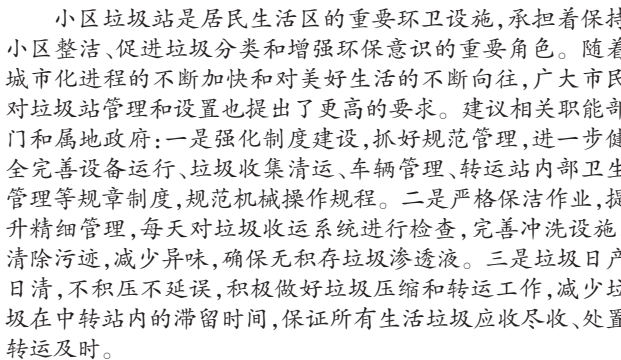 小区垃圾站是居民生活区的重要环卫设施,承担着保持
小区整洁、促进垃圾分类和增强环保意识的重要角色。随着
城市化进程的不断加快和对美好生活的不断向往,广大市民
对垃圾站管理和设置也提出了更高的要求。建议相关职能部
门和属地政府:一是强化制度建设,抓好规范管理,进一步健
全完善设备运行、垃圾收集清运、车辆管理、转运站内部卫生
管理等规章制度,规范机械操作规程。二是严格保洁作业,提
升精细管理,每天对垃圾收运系统进行检查,完善冲洗设施,
清除污迹,减少异味,确保无积存垃圾渗透液。三是垃圾日产
日清,不积压不延误,积极做好垃圾压缩和转运工作,减少垃
圾在中转站内的滞留时间,保证所有生活垃圾应收尽收、处置
转运及时。